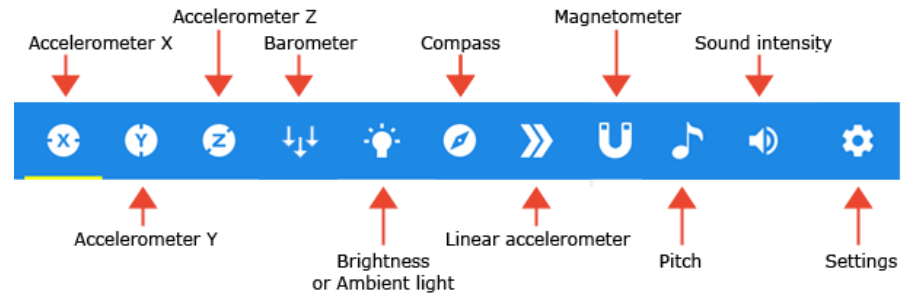 Accelerometer Z
Magnetometer
Accelerometer X
Barometer
Compass
Sound intensity
X
Y
Z
Accelerometer Y
Linear accelerometer
Brightness
or Ambient light
Pitch
Settings